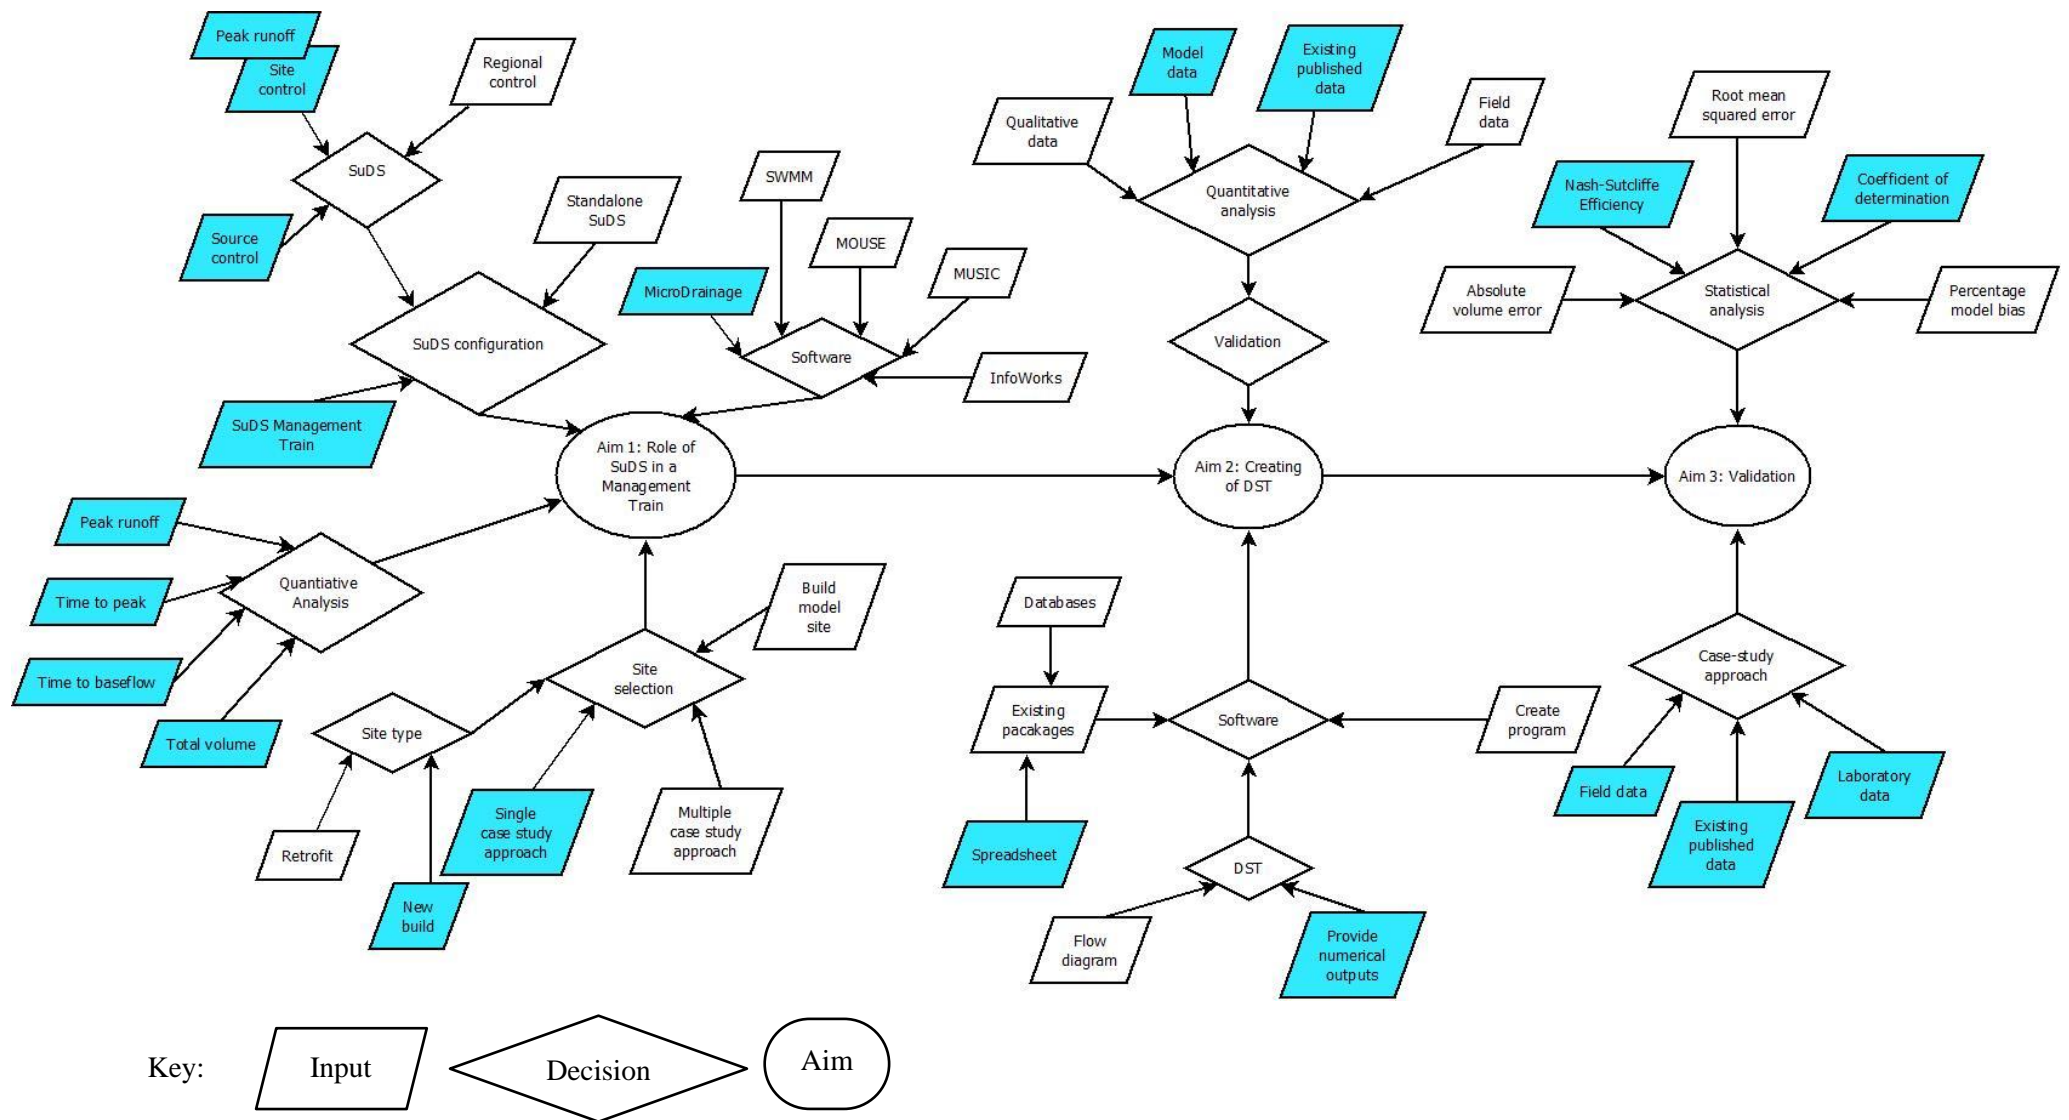 Peak runoff
Site
control
Regional
control
SuDS
Source
control
Standalone
SuDS
SuDS configuration
SuDS Management
Train
SWMM
MOUSE
MUSIC
MicroDrainage
Software
InfoWorks
Aim 1: Role of
SuDS in a
Management
Train
Peak runoff
Time to peak
Time to baseflow
Total volume
Quantiative
Analysis
Build
model
site
Site
selection
Site type
Retrofit
New
build
Single
case study
approach
Multiple
case study
approach
Qualitative
data
Model
data
Existing
published
data
Field
data
Quantitative
analysis
Validation
Aim 2: Creating
of DST
Databases
Existing
pacakages
Spreadsheet
Software
Create
program
DST
Flow
diagram
Provide
numerical
outputs
Root mean
squared error
Nash-Sutcliffe
Efficiency
Coefficient of
determination
Absolute
volume error
Statistical
analysis
Percentage
model bias
Aim 3: Validation
Case-study
approach
Field data
Existing
published
data
Laboratory
data
Key:
Input
Decision
Aim